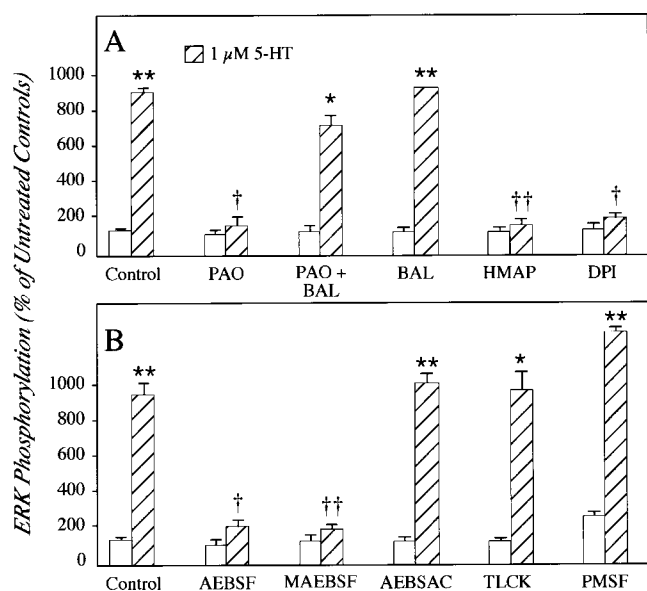 A
1 µM 5-HT
ERK Phosphorylation (% of Untreated Controls)
1000
800
600
400
200
0
** * ** † †† †
Control PAO PAO + BAL HMAP DPI
BAL
B
1000
800
600
400
200
0
** † †† ** * **
Control AEBSF MAEBSF AEBSAC TLCK PMSF